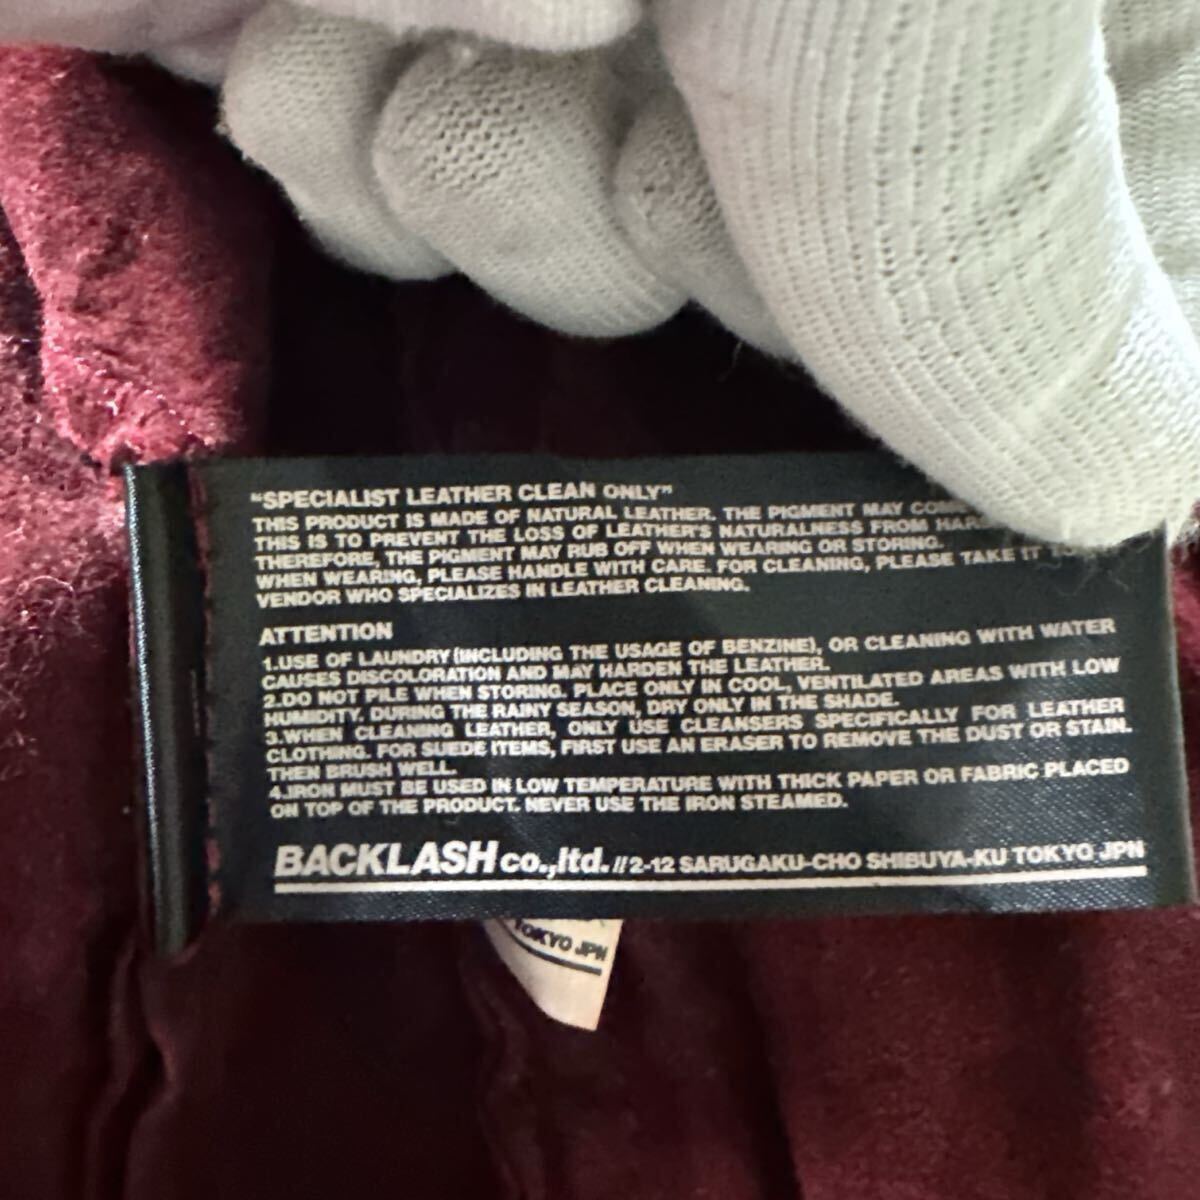 "SPECIALIST LEATHER CLEAN ONLY"
THIS PRODUCT IS MADE OF NATURAL LEATHER. THE PIGMENT MAY
THIS IS TO PREVENT THE LOSS OF LEATHER'S NATURALNESS FROM
THEREFORE, THE PIGMENT MAY RUB OFF WHEN WEARING OR STORING.
WHEN WEARING, PLEASE HANDLE WITH CARE. FOR CLEANING, PLEASE TAKE IT
VENDOR WHO SPECIALIZES IN LEATHER CLEANING.
ATTENTION
1.USE OF LAUNDRY (INCLUDING THE USAGE OF BENZINE), OR CLEANING WITH WATER
CAUSES DISCOLORATION AND MAY HARDEN THE LEATHER.
2.DO NOT PILE WHEN STORING. PLACE ONLY IN COOL, VENTILATED AREAS WITH LOW
HUMIDITY. DURING THE RAINY SEASON, DRY ONLY IN THE SHADE.
3.WHEN CLEANING LEATHER, ONLY USE CLEANSERS SPECIFICALLY FOR LEATHER
CLOTHING. FOR SUEDE ITEMS, FIRST USE AN ERASER TO REMOVE THE DUST OR STAIN.
THEN BRUSH WELL.
4.IRON MUST BE USED IN LOW TEMPERATURE WITH THICK PAPER OR FABRIC PLACED
ON TOP OF THE PRODUCT. NEVER USE THE IRON STEAMED.
BACKLASH co.,ltd. // 2-12 SARUGAKU-CHO SHIBUYA-KU TOKYO JPN
TOKYO JPN